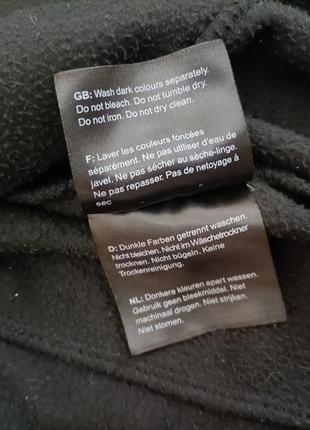 GB: Wash dark colours separately.
Do not bleach. Do not tumble dry.
Do not iron. Do not dry clean.
F: Laver les couleurs foncées
séparément. Ne pas utiliser d'eau de
javel. Ne pas sécher au sèche-linge.
Ne pas repasser. Pas de netoyage à
sec
D: Dunkle Farben getrennt waschen.
Nicht bleichen. Nicht im Wäschetrockner
trocknen. Nicht bügeln. Keine
Trockenreinigung.
NL: Donkere kleuren apart wassen.
Gebruik geen bleekmiddel. Niet
machinaal drogen. Niet strijken.
Niet stomen.